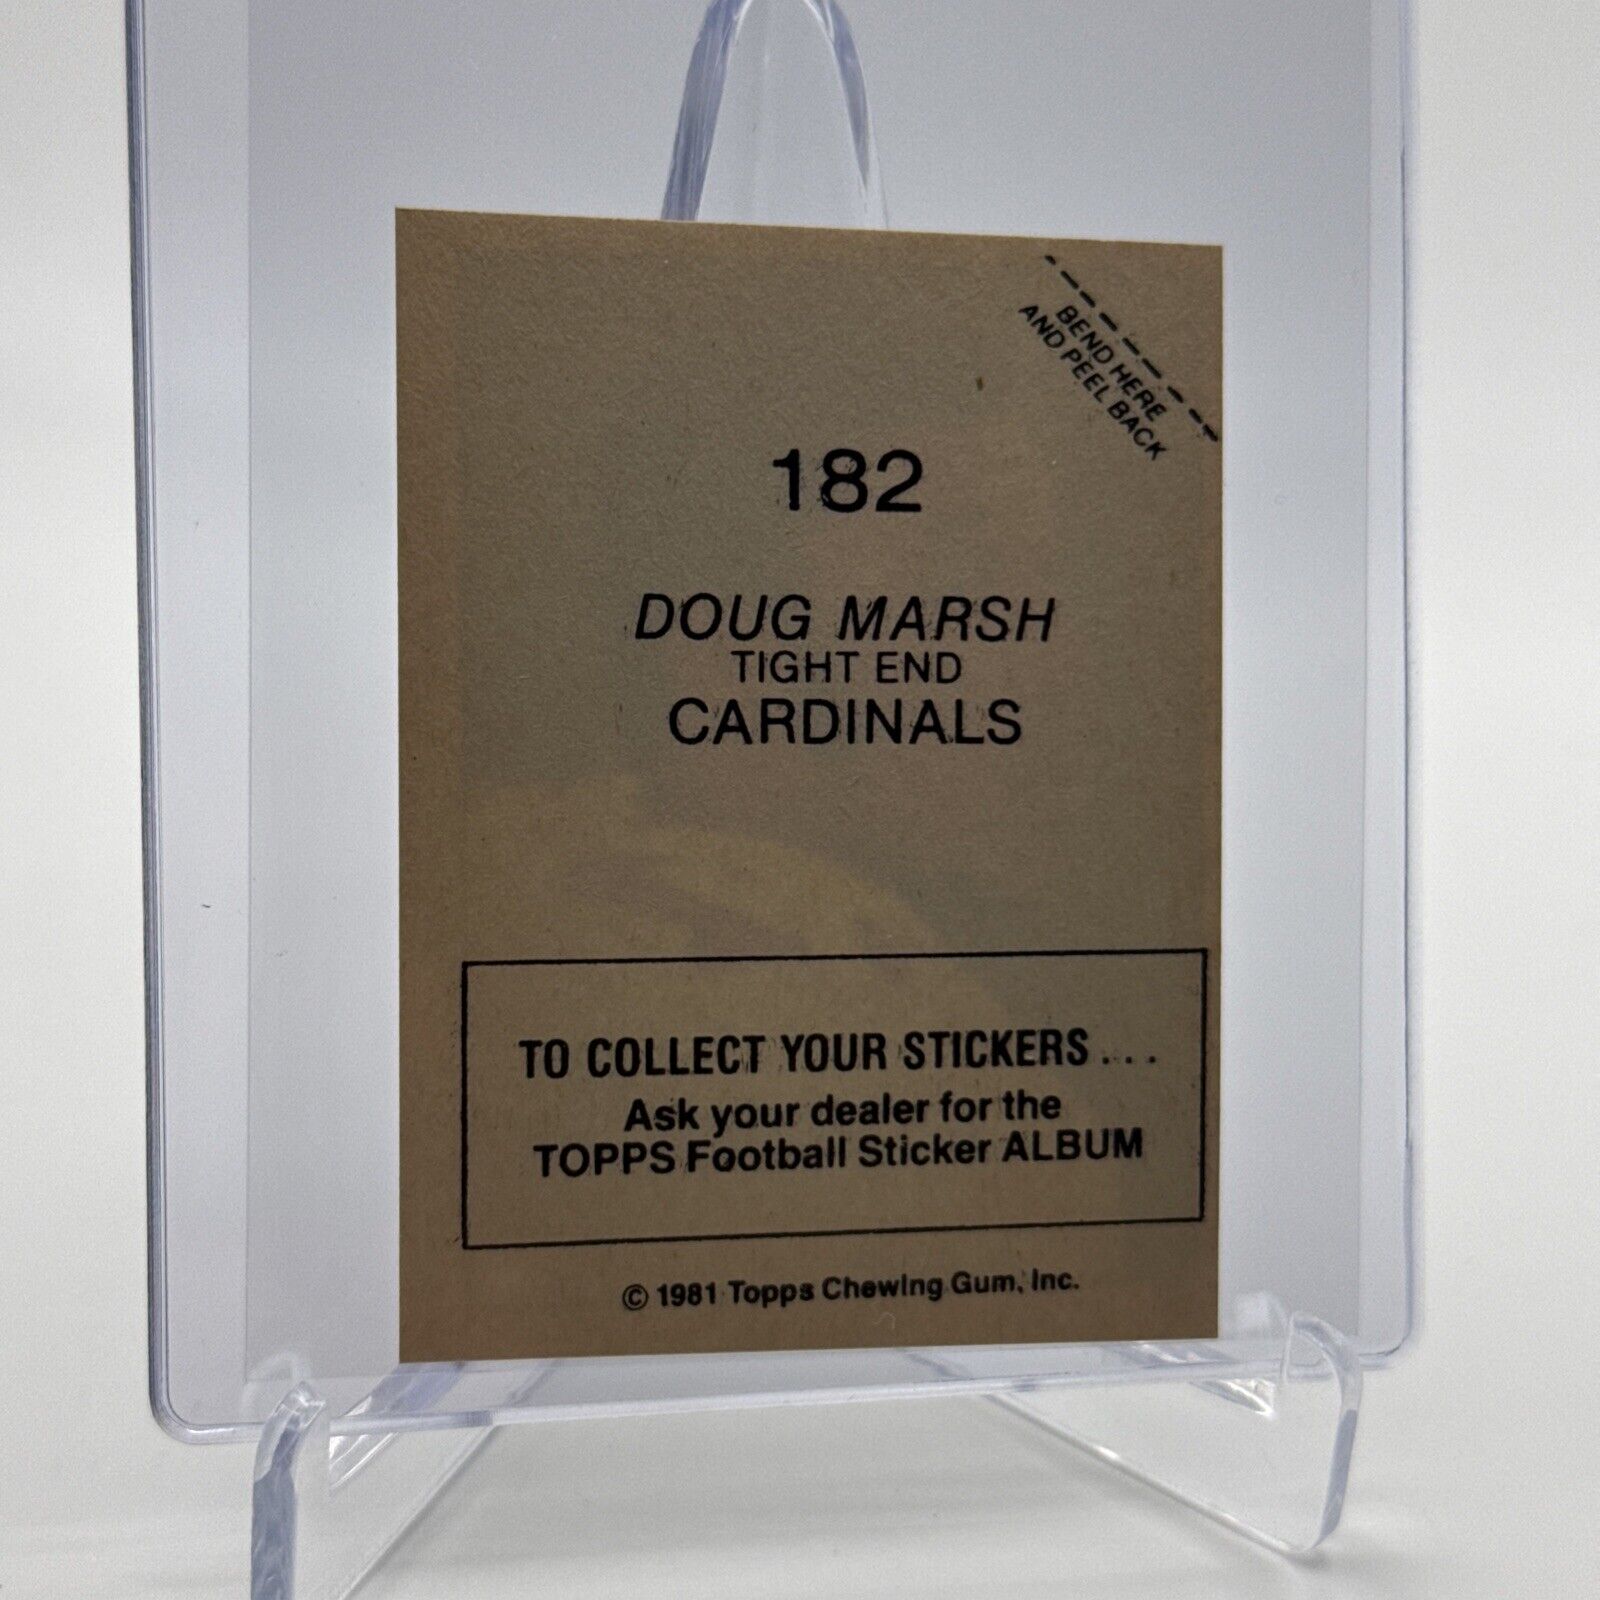 BEND HERE
AND PEEL BACK
182
DOUG MARSH
TIGHT END
CARDINALS
TO COLLECT YOUR STICKERS . . .
Ask your dealer for the
TOPPS Football Sticker ALBUM
© 1981 Topps Chewing Gum, Inc.